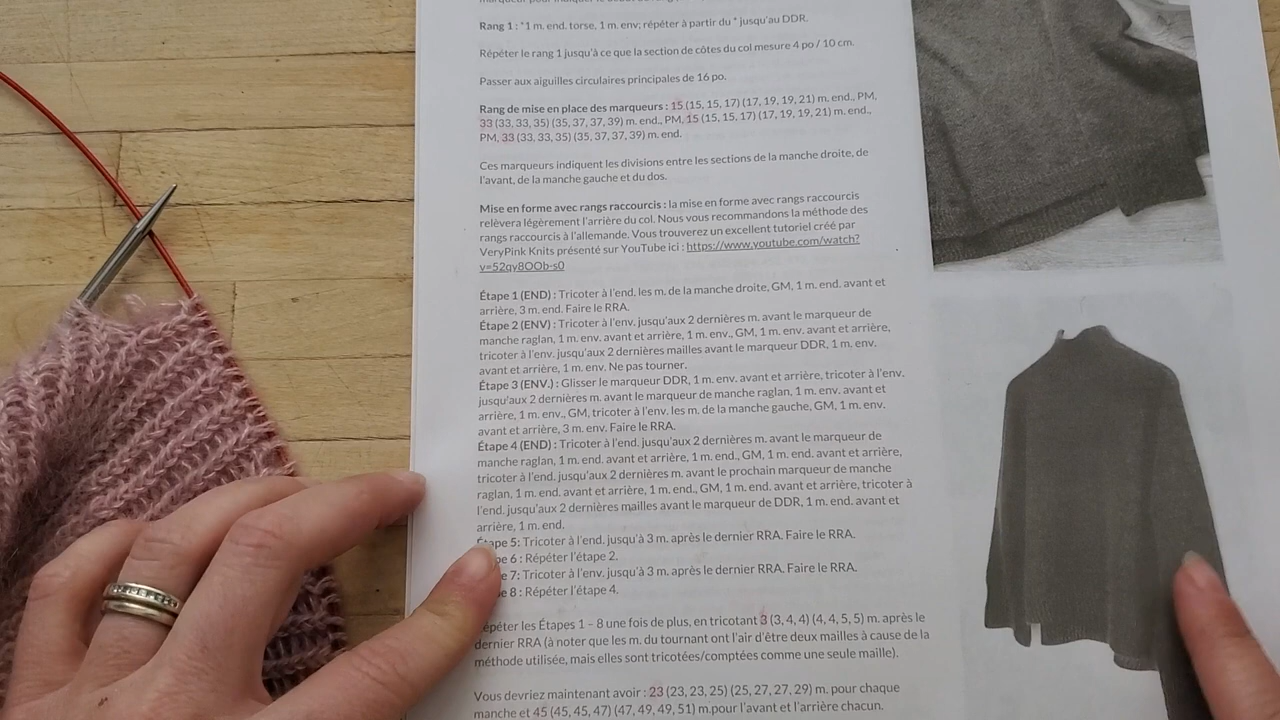 Rang 1 : *1 m. end. torse, 1 m. env; répéter à partir du * jusqu'au DDR.
Répéter le rang 1 jusqu'à ce que la section de côtes du col mesure 4 po / 10 cm.
Passer aux aiguilles circulaires principales de 16 po.
Rang de mise en place des marqueurs : 15 (15, 15, 17) (17, 19, 19, 21) m. end., PM,
33 (33, 33, 35) (35, 37, 37, 39) m. end., PM, 15 (15, 15, 17) (17, 19, 19, 21) m. end.,
PM, 33 (33, 33, 35) (35, 37, 37, 39) m. end.
Ces marqueurs indiquent les divisions entre les sections de la manche droite, de
l'avant, de la manche gauche et du dos.
Mise en forme avec rangs raccourcis : la mise en forme avec rangs raccourcis
relèvera légèrement l'arrière du col. Nous vous recommandons la méthode des
rangs raccourcis à l'allemande. Vous trouverez un excellent tutoriel créé par
VeryPink Knits présenté sur YouTube ici : https://www.youtube.com/watch?
v=52qy8OOb-s0
Étape 1 (END) : Tricoter à l'end. les m. de la manche droite, GM, 1 m. end. avant et
arrière, 3 m. end. Faire le RRA.
Étape 2 (ENV) : Tricoter à l'env. jusqu'aux 2 dernières m. avant le marqueur de
manche raglan, 1 m. env. avant et arrière, 1 m. env., GM, 1 m. env. avant et arrière,
tricoter à l'env. jusqu'aux 2 dernières mailles avant le marqueur DDR, 1 m. env.
avant et arrière, 1 m. env. Ne pas tourner.
Étape 3 (ENV.) : Glisser le marqueur DDR, 1 m. env. avant et arrière, tricoter à l'env.
jusqu'aux 2 dernières m. avant le marqueur de manche raglan, 1 m. env. avant et
arrière, 1 m. env., GM, tricoter à l'env. les m. de la manche gauche, GM, 1 m. env.
avant et arrière, 3 m. env. Faire le RRA.
Étape 4 (END) : Tricoter à l'end. jusqu'aux 2 dernières m. avant le marqueur de
manche raglan, 1 m. end. avant et arrière, 1 m. end., GM, 1 m. end. avant et arrière,
tricoter à l'end. jusqu'aux 2 dernières m. avant le prochain marqueur de manche
raglan, 1 m. end. avant et arrière, 1 m. end., GM, 1 m. end. avant et arrière, tricoter à
l'end. jusqu'aux 2 dernières mailles avant le marqueur de DDR, 1 m. end. avant et
arrière, 1 m. end.
Étape 5: Tricoter à l'end. jusqu'à 3 m. après le dernier RRA. Faire le RRA.
pe 6 : Répéter l'étape 2.
e 7: Tricoter à l'env. jusqu'à 3 m. après le dernier RRA. Faire le RRA.
e 8 : Répéter l'étape 4.
épéter les Étapes 1 – 8 une fois de plus, en tricotant 3 (3, 4, 4) (4, 4, 5, 5) m. après le
dernier RRA (à noter que les m. du tournant ont l'air d'être deux mailles à cause de la
méthode utilisée, mais elles sont tricotées/comptées comme une seule maille).
Vous devriez maintenant avoir : 23 (23, 23, 25) (25, 27, 27, 29) m. pour chaque
manche et 45 (45, 45, 47) (47, 49, 49, 51) m.pour l'avant et l'arrière chacun.